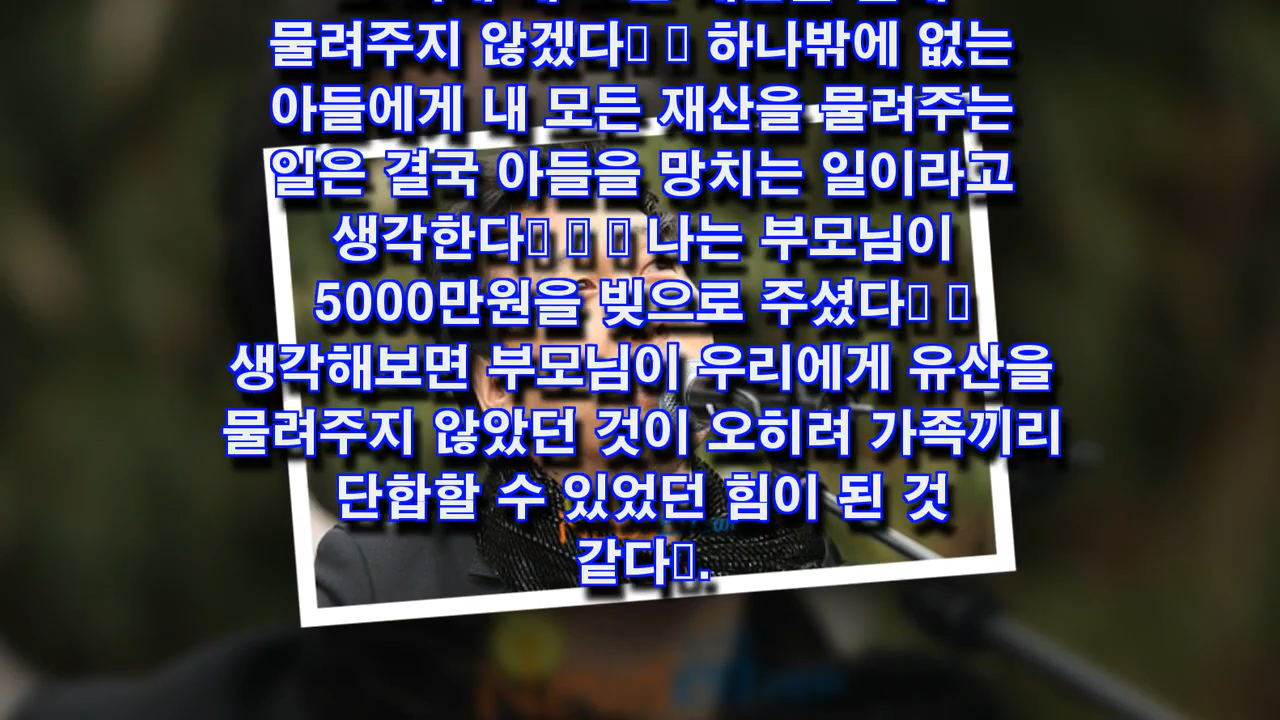 물려주지 않겠다▯ ▯ 하나밖에 없는
아들에게 내 모든 재산을 물려주는
일은 결국 아들을 망치는 일이라고
생각한다▯ ▯ ▯ 나는 부모님이
5000만원을 빚으로 주셨다▯ ▯
생각해보면 부모님이 우리에게 유산을
물려주지 않았던 것이 오히려 가족끼리
단합할 수 있었던 힘이 된 것
같다▯.